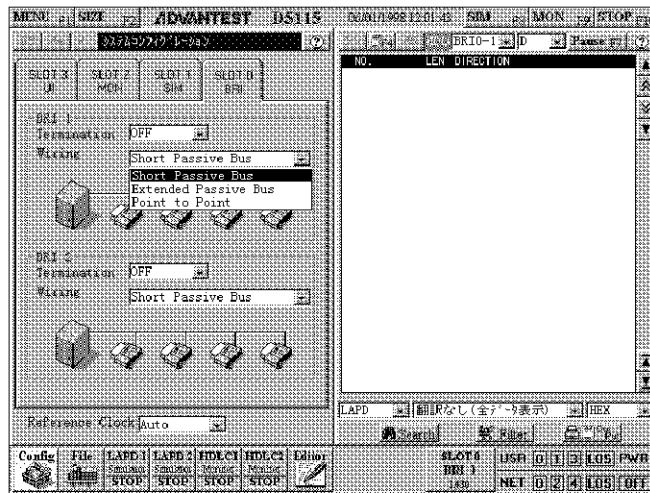 MENU F1 SIZE F2 ADVANTEST D5115 06/01/1998 12:01:43 SIM F8 MON F9 STOP
システムコンフィグレーション
BRI0-1 D Pause F7
NO. LEN DIRECTION
SLOT 3 UI
SLOT 2 MON
SLOT 1 SIM
SLOT 0 BRI
BRI 1
Termination OFF
Wiring Short Passive Bus
Short Passive Bus
Extended Passive Bus
Point to Point
BRI 2
Termination OFF
Wiring Short Passive Bus
Reference Clock Auto
LAPD 翻訳なし(全データ表示) HEX
Search Filter
Config File LAPD 1 LAPD 2 HDLC1 HDLC2 Editor
Simulat Simulat Monitor Monitor
STOP STOP STOP STOP
SLOT 0
BRI 1
I.430
USR 0 1 3 LOS PWR
NET 0 2 4 LOS OFF